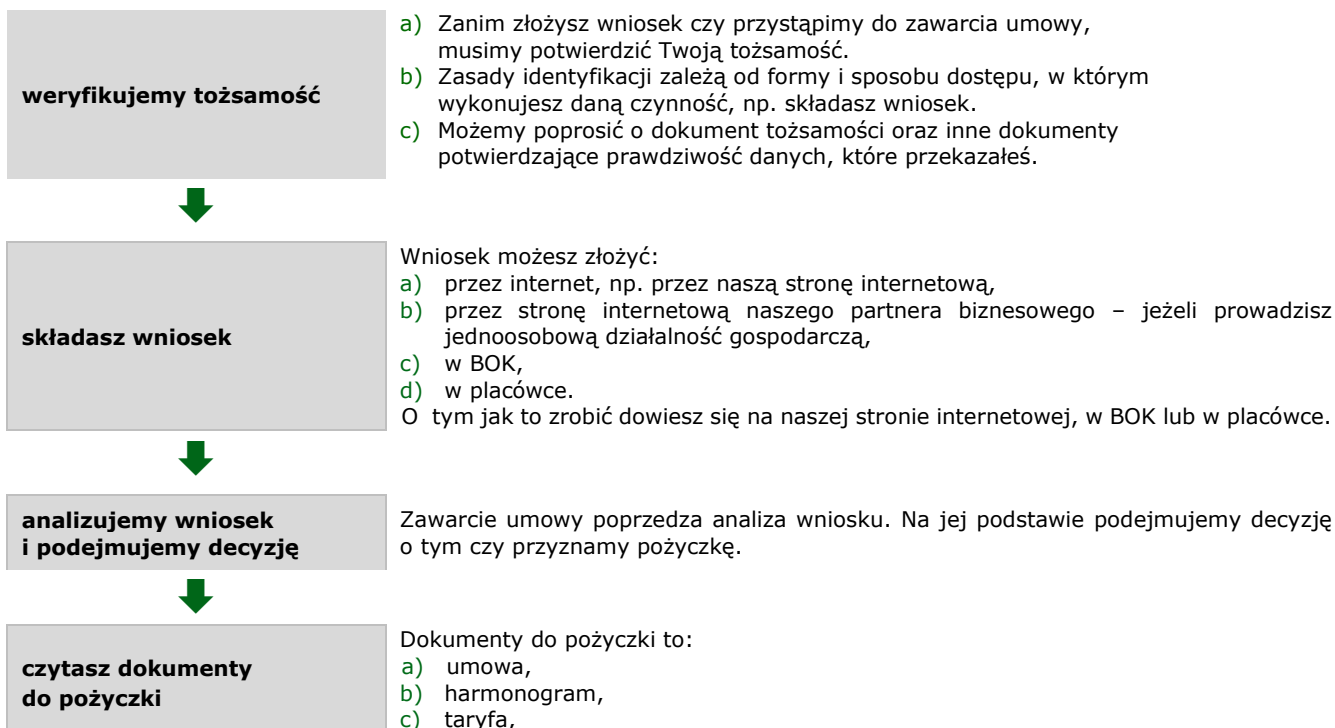 weryfikujemy tożsamość
a) Zanim złożysz wniosek czy przystąpimy do zawarcia umowy,
musimy potwierdzić Twoją tożsamość.
b) Zasady identyfikacji zależą od formy i sposobu dostępu, w którym
wykonujesz daną czynność, np. składasz wniosek.
c) Możemy poprosić o dokument tożsamości oraz inne dokumenty
potwierdzające prawdziwość danych, które przekazałeś.
składasz wniosek
Wniosek możesz złożyć:
a) przez internet, np. przez naszą stronę internetową,
b) przez stronę internetową naszego partnera biznesowego – jeżeli prowadzisz
jednoosobową działalność gospodarczą,
c) w BOK,
d) w placówce.
O tym jak to zrobić dowiesz się na naszej stronie internetowej, w BOK lub w placówce.
analizujemy wniosek
i podejmujemy decyzję
Zawarcie umowy poprzedza analiza wniosku. Na jej podstawie podejmujemy decyzję
o tym czy przyznamy pożyczkę.
czytasz dokumenty
do pożyczki
Dokumenty do pożyczki to:
a) umowa,
b) harmonogram,
c) taryfa,